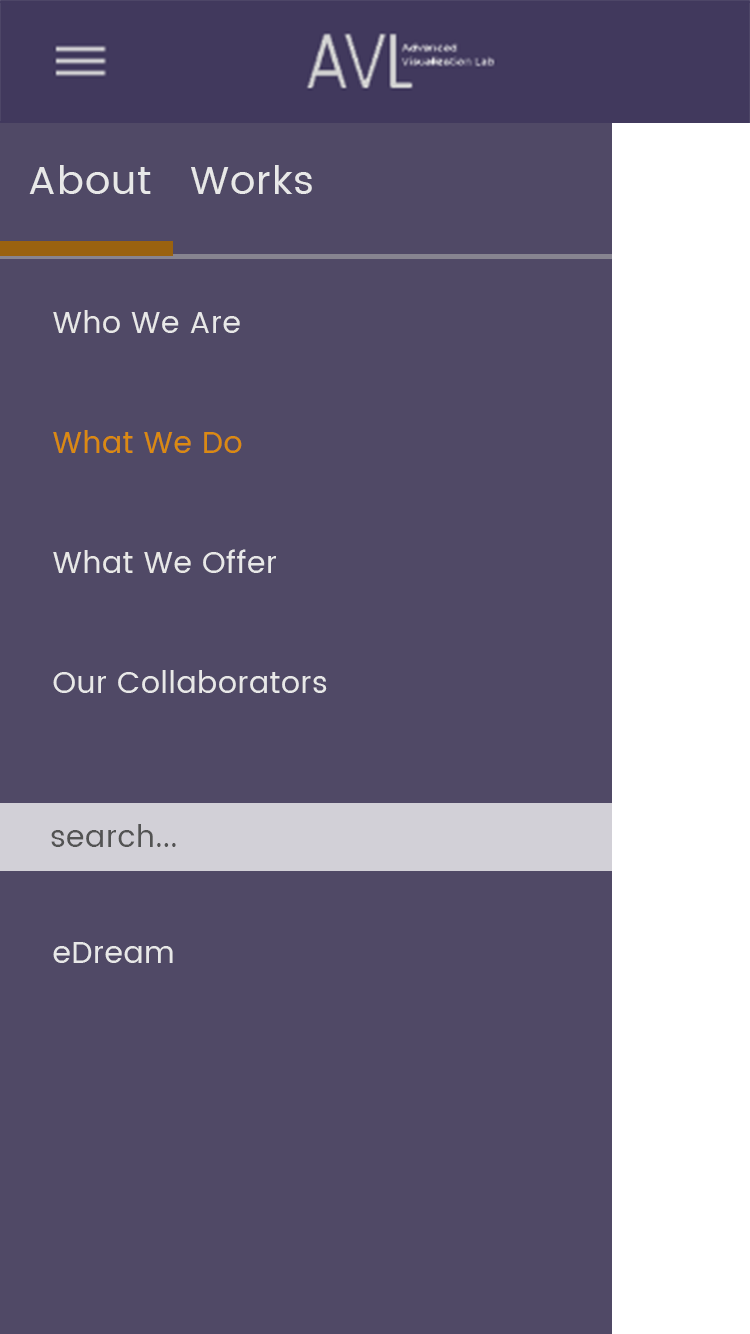 AVL Advanced
Visualization Lab
About Works
Who We Are
What We Do
What We Offer
Our Collaborators
search...
eDream